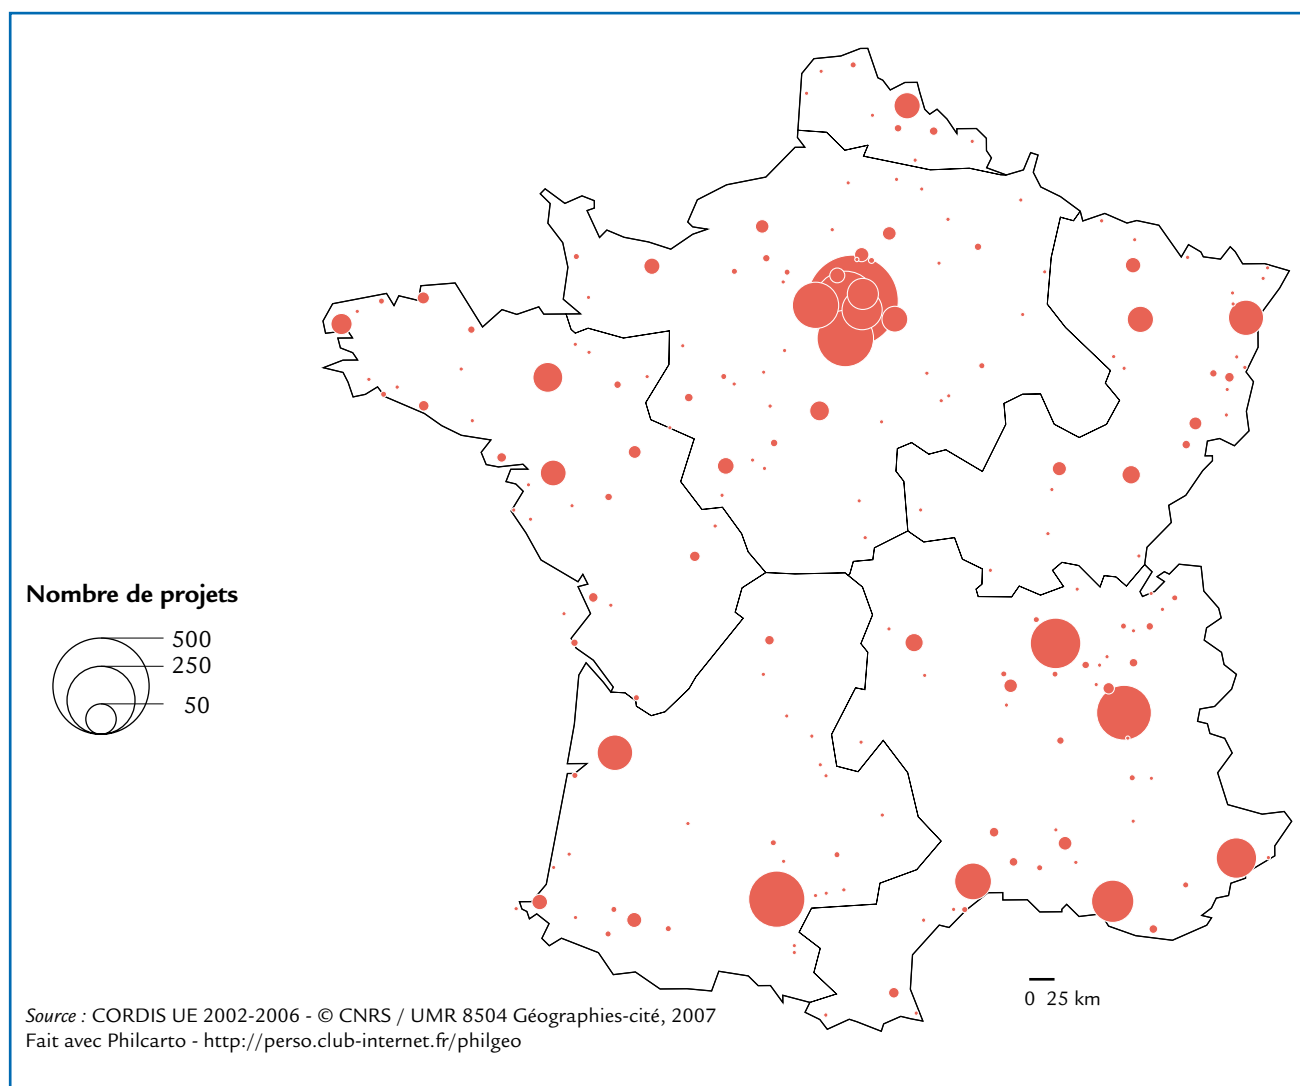 Nombre de projets
500
250
50
0 25 km
Source : CORDIS UE 2002-2006 - © CNRS / UMR 8504 Géographies-cité, 2007
Fait avec Philcarto - http://perso.club-internet.fr/philgeo